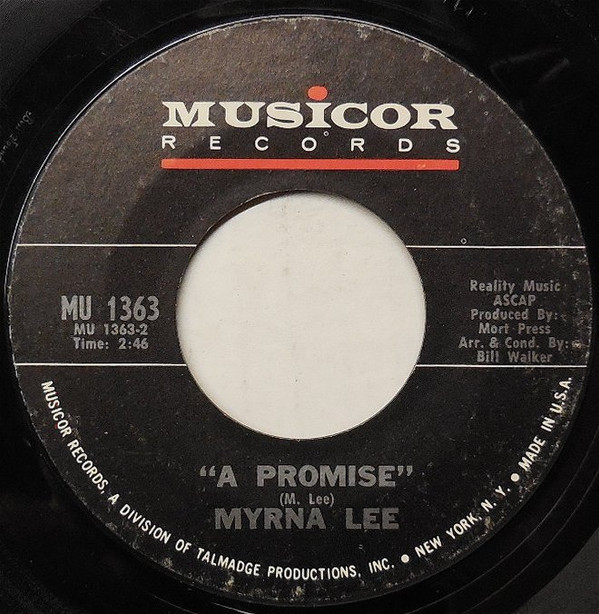 MUSICOR
RECORDS
MU 1363
MU 1363-2
Time: 2:46
Reality Music
ASCAP
Produced By:
Mort Press
Arr. & Cond. By:
Bill Walker
"A PROMISE"
(M. Lee)
MYRNA LEE
MUSICOR RECORDS, A DIVISION OF TALMADGE PRODUCTIONS, INC. • NEW YORK, N. Y. • MADE IN U.S.A.